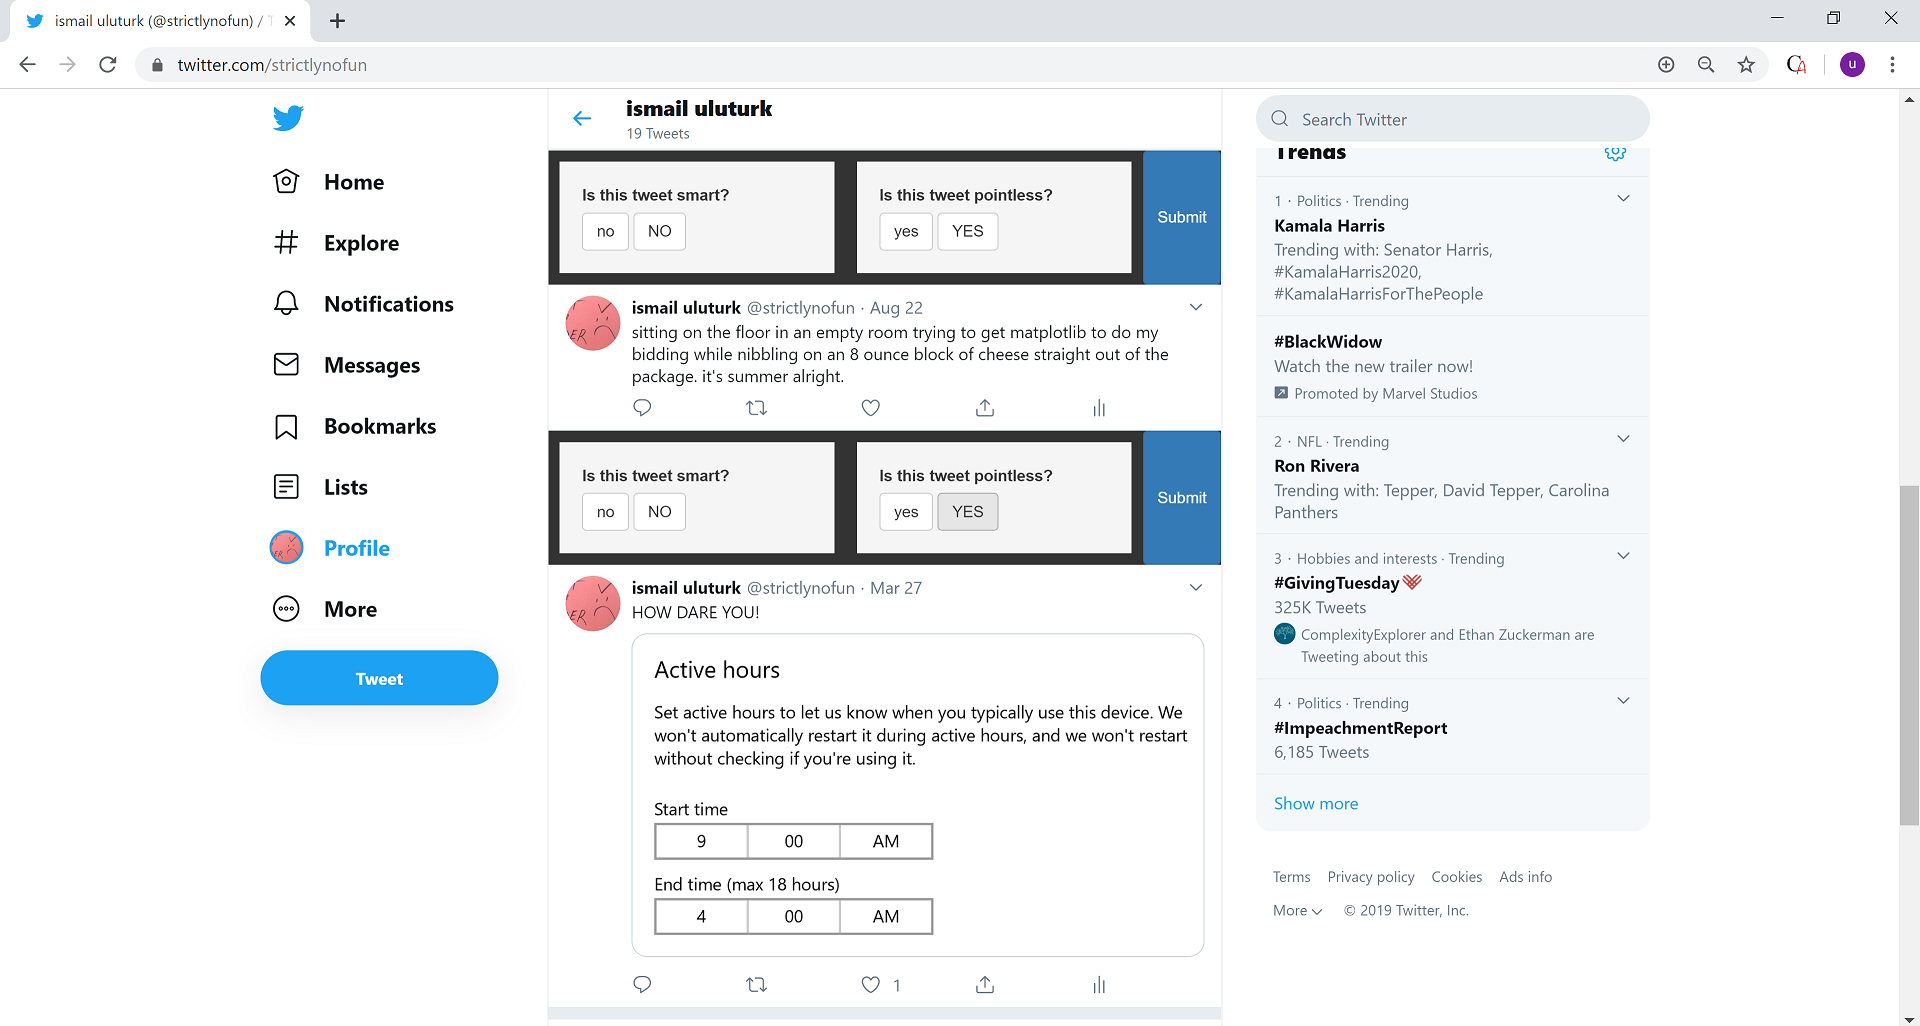 ismail uluturk (@strictlynofun) /
twitter.com/strictlynofun
u
Home
Explore
Notifications
Messages
Bookmarks
Lists
Profile
More
Tweet
ismail uluturk
19 Tweets
Is this tweet smart?
no NO
Is this tweet pointless?
yes YES
Submit
ismail uluturk @strictlynofun · Aug 22
sitting on the floor in an empty room trying to get matplotlib to do my
bidding while nibbling on an 8 ounce block of cheese straight out of the
package. it's summer alright.
Is this tweet smart?
no NO
Is this tweet pointless?
yes YES
Submit
ismail uluturk @strictlynofun · Mar 27
HOW DARE YOU!
Active hours
Set active hours to let us know when you typically use this device. We
won't automatically restart it during active hours, and we won't restart
without checking if you're using it.
Start time
9 00 AM
End time (max 18 hours)
4 00 AM
1
Search Twitter
Trends
1 · Politics · Trending
Kamala Harris
Trending with: Senator Harris,
#KamalaHarris2020,
#KamalaHarrisForThePeople
#BlackWidow
Watch the new trailer now!
Promoted by Marvel Studios
2 · NFL · Trending
Ron Rivera
Trending with: Tepper, David Tepper, Carolina
Panthers
3 · Hobbies and interests · Trending
#GivingTuesday
325K Tweets
ComplexityExplorer and Ethan Zuckerman are
Tweeting about this
4 · Politics · Trending
#ImpeachmentReport
6,185 Tweets
Show more
Terms Privacy policy Cookies Ads info
More © 2019 Twitter, Inc.